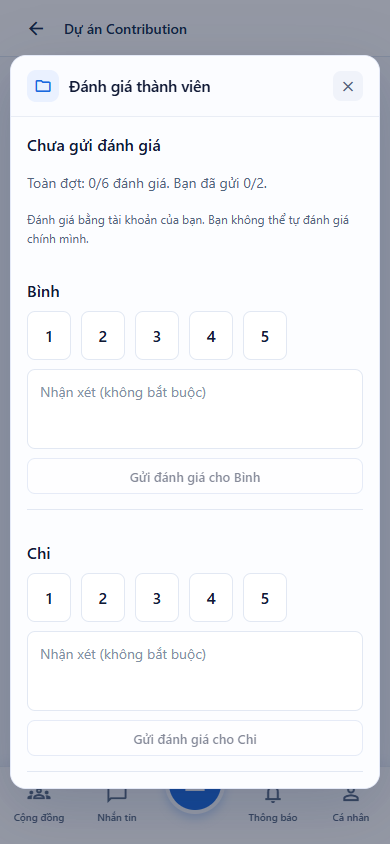 Dự án Contribution
Đánh giá thành viên
Chưa gửi đánh giá
Toàn đợt: 0/6 đánh giá. Bạn đã gửi 0/2.
Đánh giá bằng tài khoản của bạn. Bạn không thể tự đánh giá
chính mình.
Bình
1 2 3 4 5
Nhận xét (không bắt buộc)
Gửi đánh giá cho Bình
Chi
1 2 3 4 5
Nhận xét (không bắt buộc)
Gửi đánh giá cho Chi
Cộng đồng Nhắn tin Thông báo Cá nhân